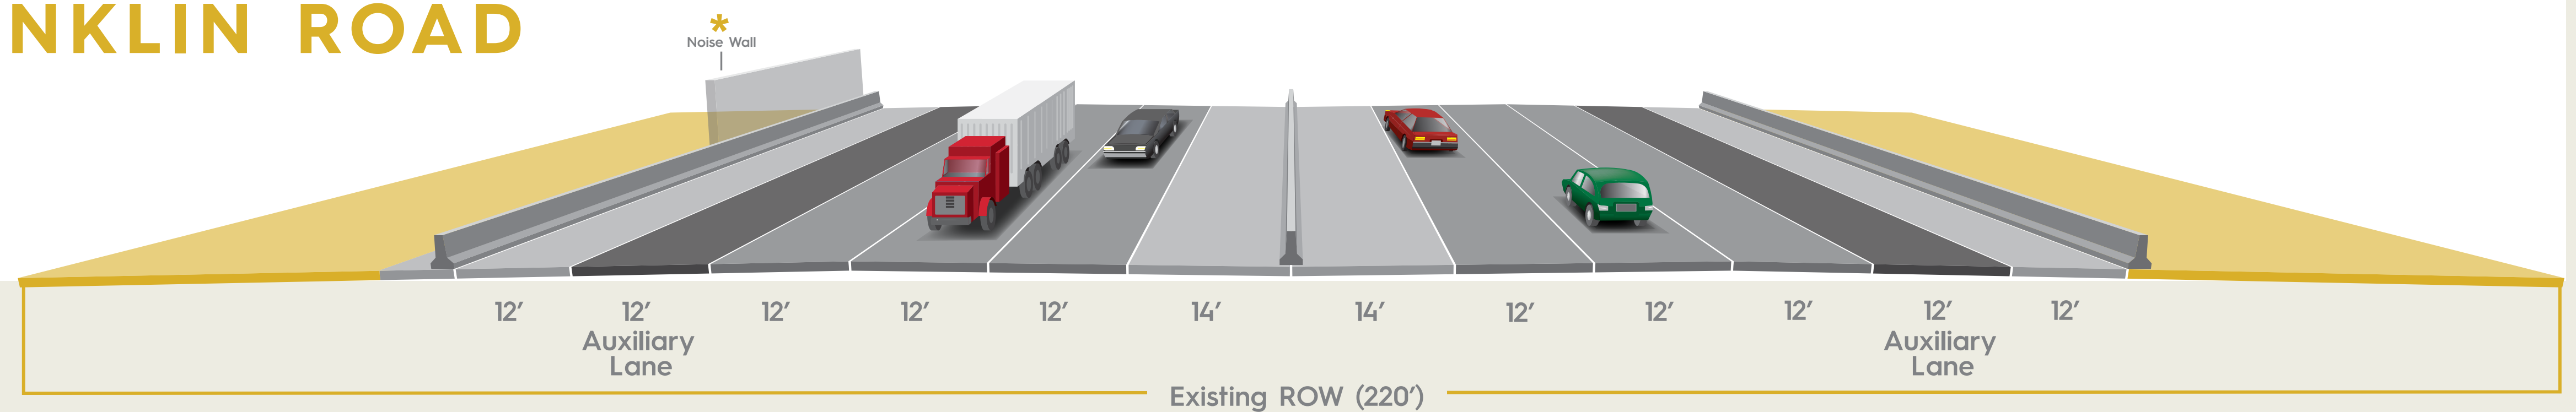 NKLIN ROAD
*
Noise Wall
12′ 12′ 12′ 12′ 12′ 14′ 14′ 12′ 12′ 12′ 12′ 12′
Auxiliary Auxiliary
Lane Lane
Existing ROW (220′)